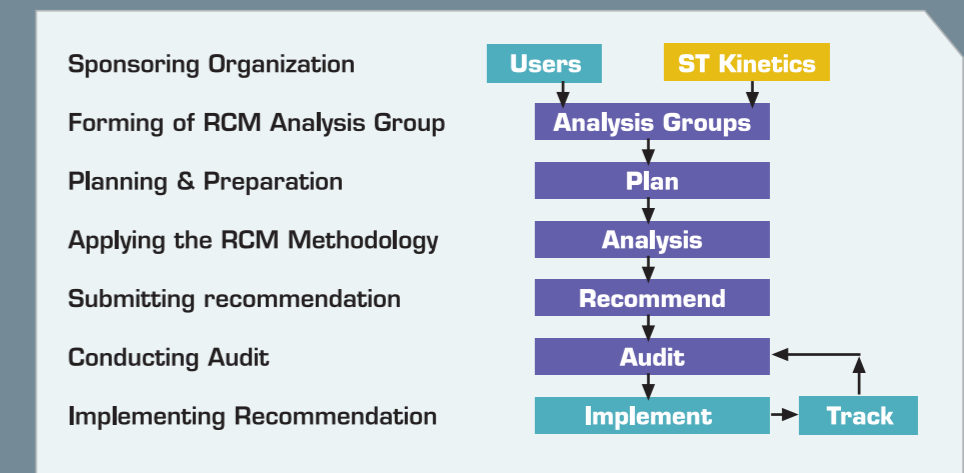 Sponsoring Organization Users ST Kinetics
Forming of RCM Analysis Group Analysis Groups
Planning & Preparation Plan
Applying the RCM Methodology Analysis
Submitting recommendation Recommend
Conducting Audit Audit
Implementing Recommendation Implement Track